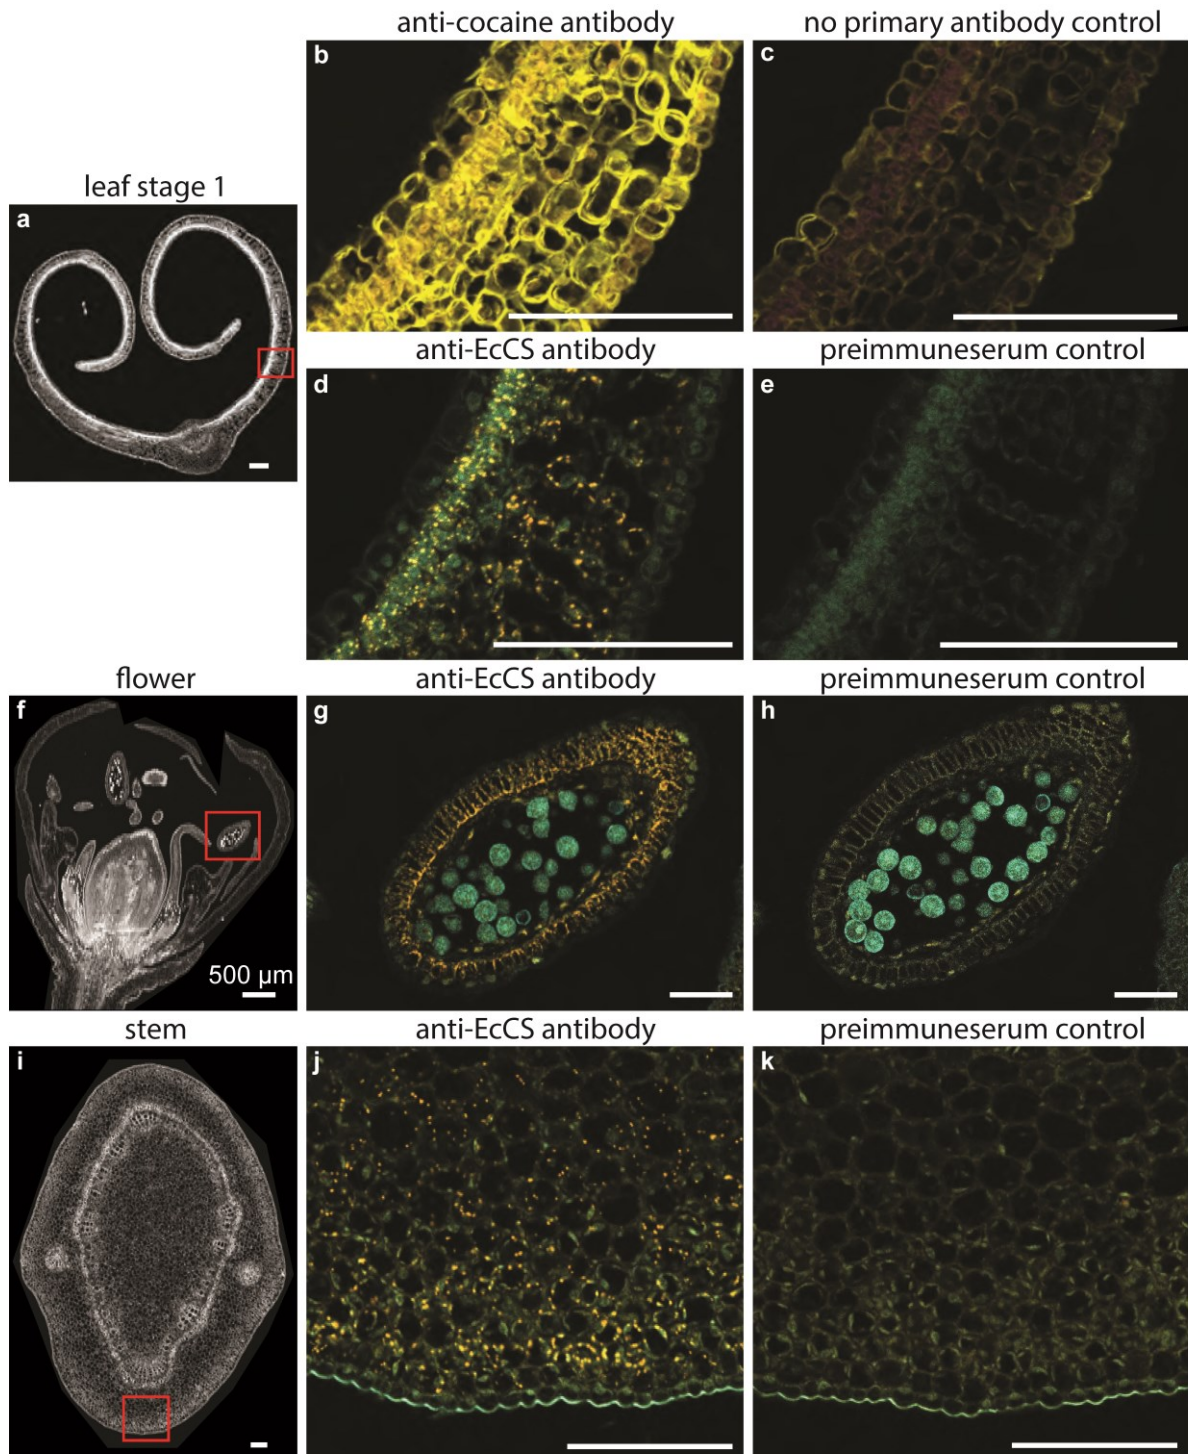 anti-cocaine antibody
no primary antibody control
b
c
leaf stage 1
a
anti-EcCS antibody
preimmuneserum control
d
e
flower
anti-EcCS antibody
preimmuneserum control
f
g
h
500 µm
stem
anti-EcCS antibody
preimmuneserum control
i
j
k